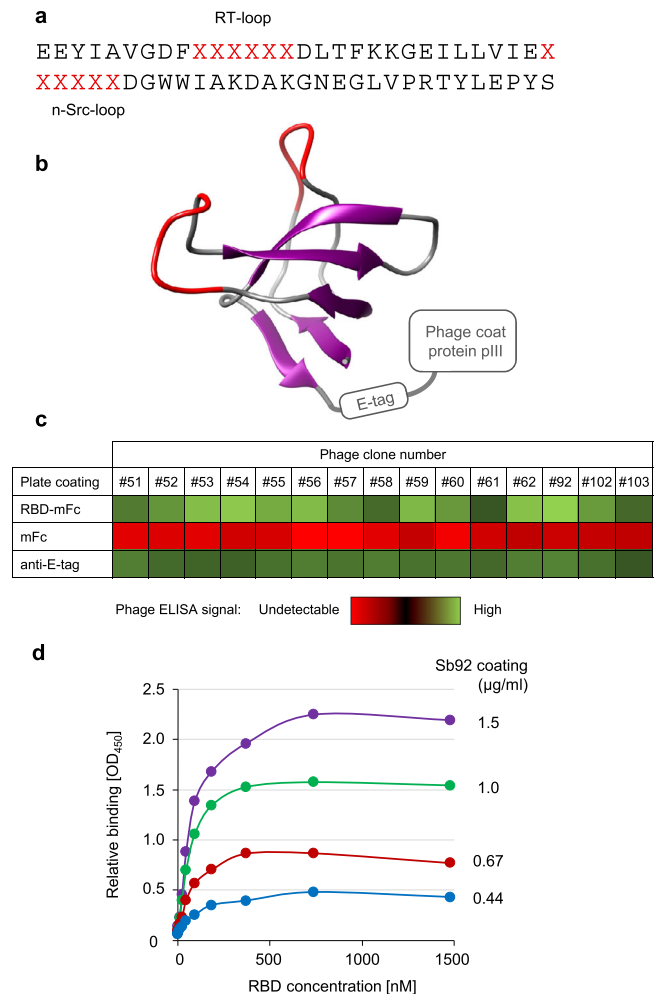 a
RT-loop
EEYIAVGDFXXXXXXDLTFKKGEILLVIEX
XXXXXDGWWIAKDAKGNEGLVPRTYLEPYS
n-Src-loop
b
Phage coat
protein pIII
E-tag
c
Phage clone number
Plate coating #51 #52 #53 #54 #55 #56 #57 #58 #59 #60 #61 #62 #92 #102 #103
RBD-mFc
mFc
anti-E-tag
Phage ELISA signal: Undetectable High
d
Sb92 coating
(µg/ml)
2.5
2.0
1.5
1.0
0.5
0
Relative binding [OD450]
1.5
1.0
0.67
0.44
0 500 1000 1500
RBD concentration [nM]